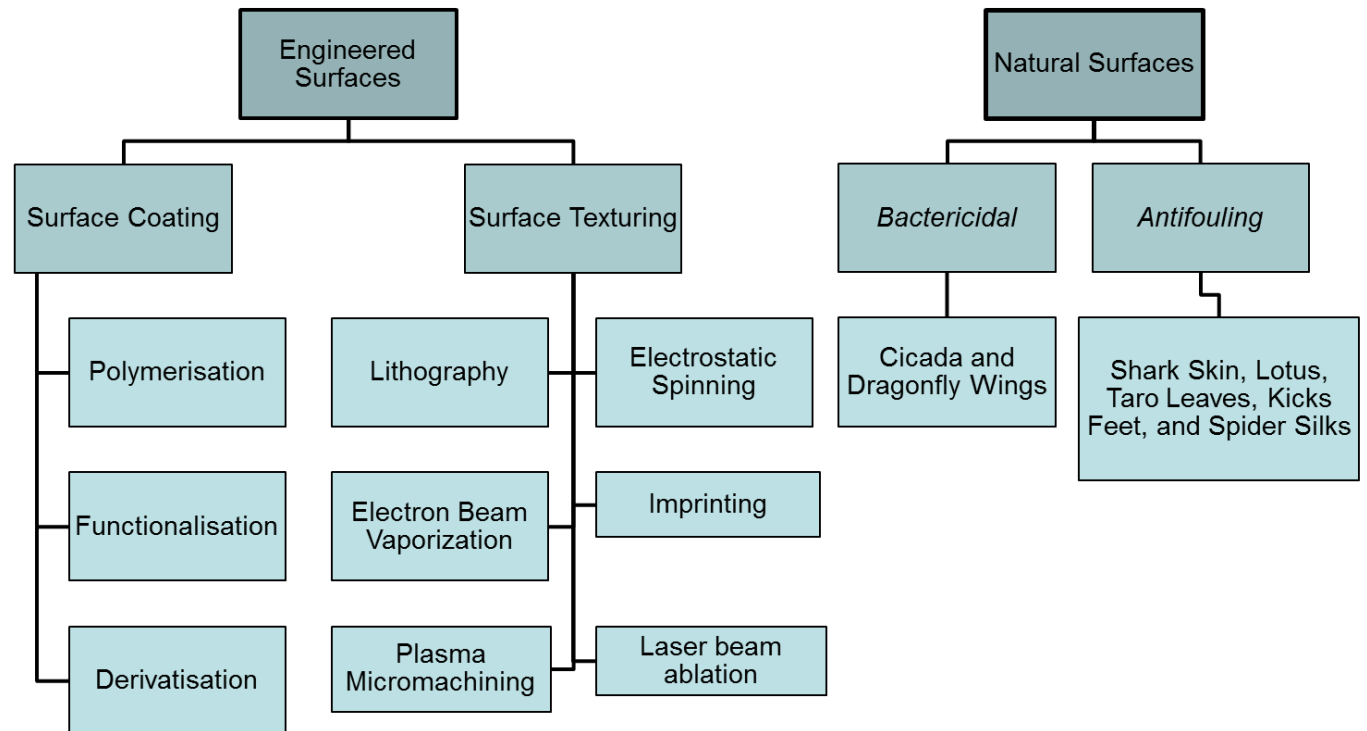 Engineered
Surfaces
Natural Surfaces
Surface Coating
Surface Texturing
Bactericidal
Antifouling
Polymerisation
Lithography
Electrostatic
Spinning
Cicada and
Dragonfly Wings
Shark Skin, Lotus,
Taro Leaves, Kicks
Feet, and Spider Silks
Functionalisation
Electron Beam
Vaporization
Imprinting
Derivatisation
Plasma
Micromachining
Laser beam
ablation